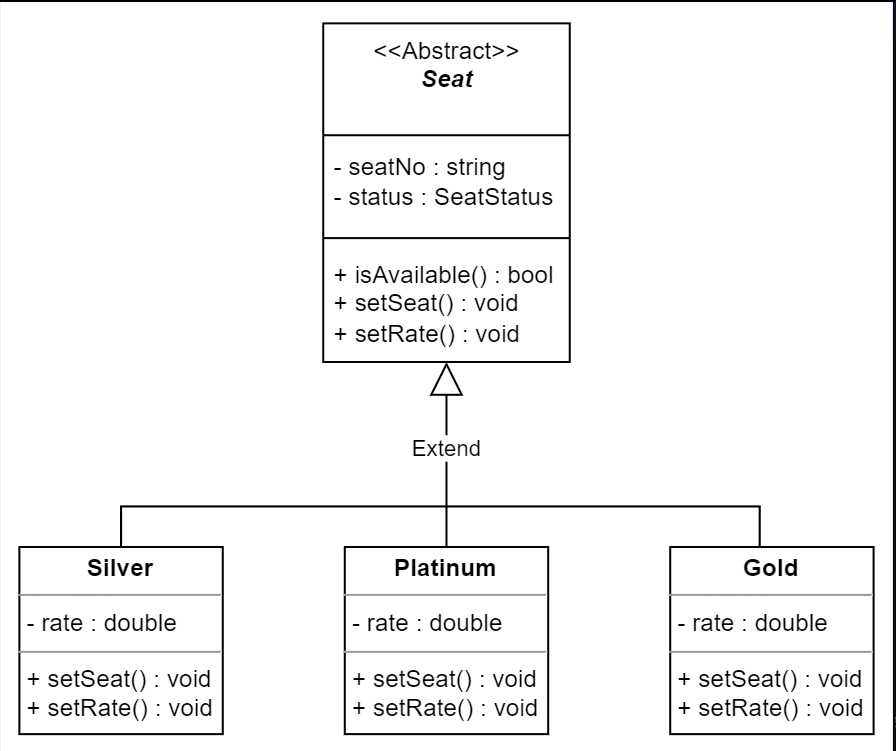 <<Abstract>>
Seat
- seatNo : string
- status : SeatStatus
+ isAvailable() : bool
+ setSeat() : void
+ setRate() : void
Extend
Silver
- rate : double
+ setSeat() : void
+ setRate() : void
Platinum
- rate : double
+ setSeat() : void
+ setRate() : void
Gold
- rate : double
+ setSeat() : void
+ setRate() : void